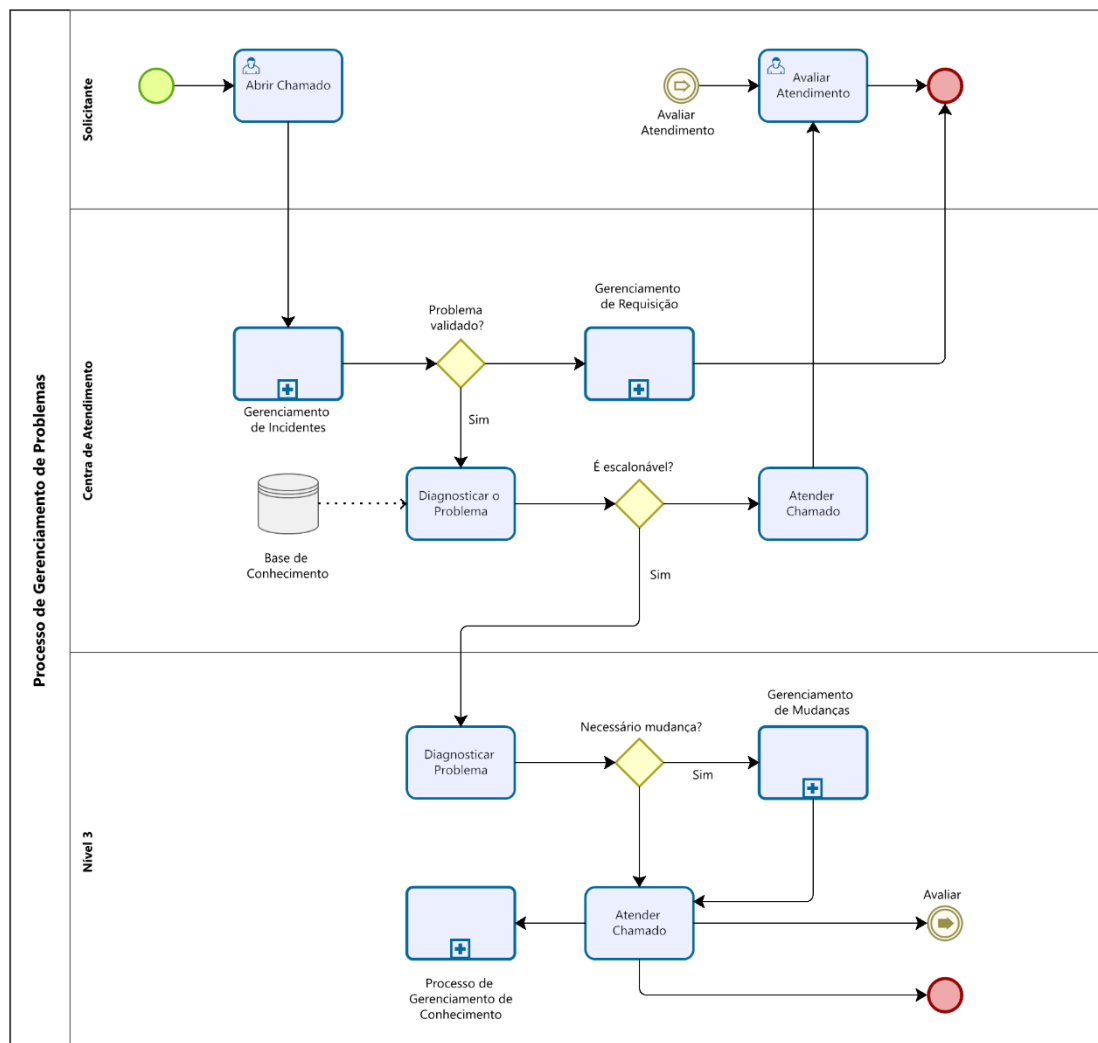 Processo de Gerenciamento de Problemas
Solicitante
Abrir Chamado
Avaliar
Atendimento
Avaliar
Atendimento
Centra de Atendimento
Gerenciamento
de Incidentes
Problema
validado?
Sim
Gerenciamento
de Requisição
Base de
Conhecimento
Diagnosticar o
Problema
É escalonável?
Sim
Atender
Chamado
Nível 3
Diagnosticar
Problema
Necessário mudança?
Sim
Gerenciamento
de Mudanças
Atender
Chamado
Processo de
Gerenciamento de
Conhecimento
Avaliar